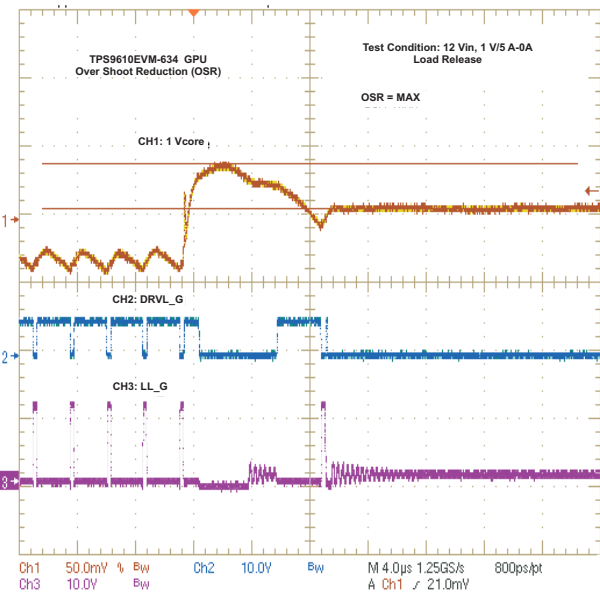 TPS9610EVM-634 GPU
Over Shoot Reduction (OSR)
Test Condition: 12 Vin, 1 V/5 A-0A
Load Release
OSR = MAX
CH1: 1 Vcore
1
CH2: DRVL_G
2
CH3: LL_G
3
Ch1 50.0mV % Bw Ch2 10.0V Bw M 4.0µs 1.25GS/s 800ps/pt
Ch3 10.0V Bw A Ch1 / 21.0mV